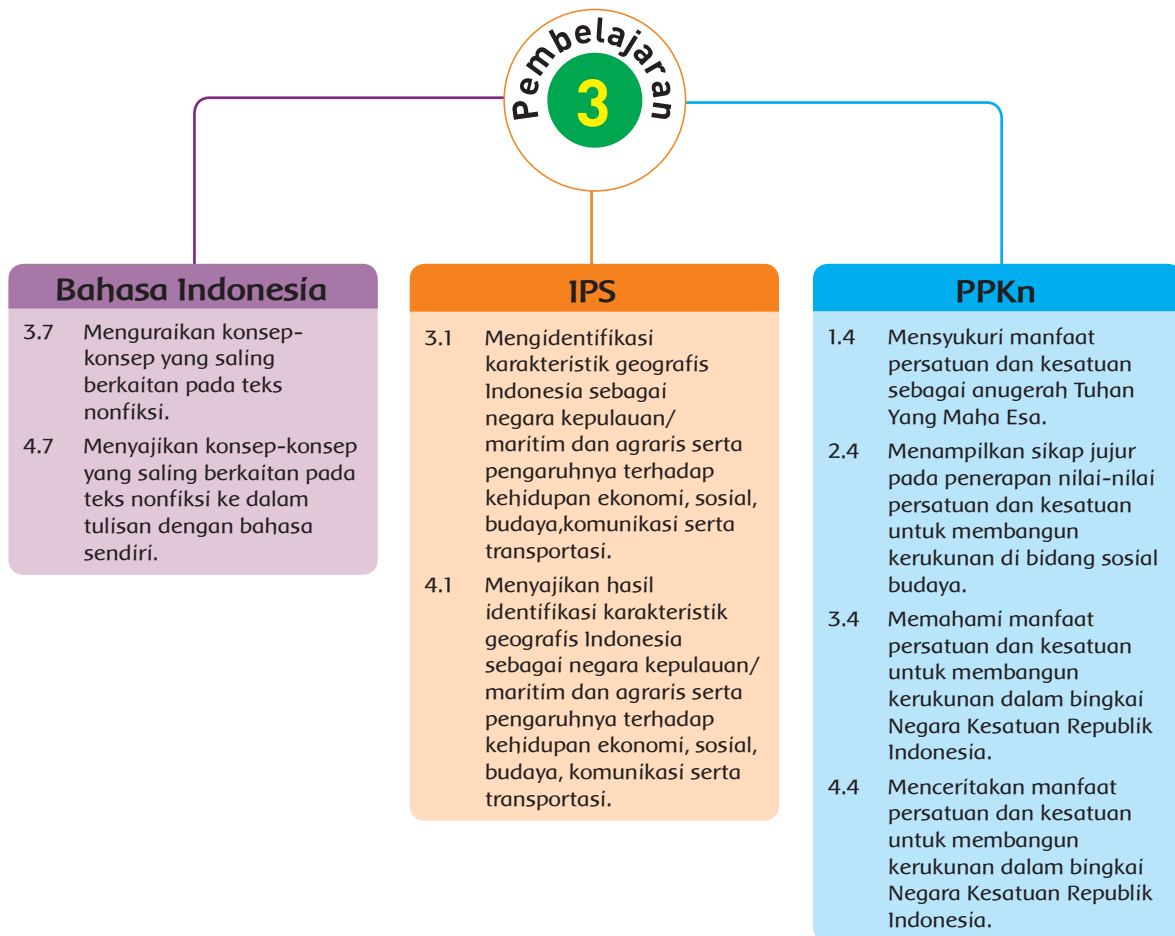 Pembelajaran
3
Bahasa Indonesia
3.7 Menguraikan konsep-
konsep yang saling
berkaitan pada teks
nonfiksi.
4.7 Menyajikan konsep-konsep
yang saling berkaitan pada
teks nonfiksi ke dalam
tulisan dengan bahasa
sendiri.
IPS
3.1 Mengidentifikasi
karakteristik geografis
Indonesia sebagai
negara kepulauan/
maritim dan agraris serta
pengaruhnya terhadap
kehidupan ekonomi, sosial,
budaya,komunikasi serta
transportasi.
4.1 Menyajikan hasil
identifikasi karakteristik
geografis Indonesia
sebagai negara kepulauan/
maritim dan agraris serta
pengaruhnya terhadap
kehidupan ekonomi, sosial,
budaya, komunikasi serta
transportasi.
PPKn
1.4 Mensyukuri manfaat
persatuan dan kesatuan
sebagai anugerah Tuhan
Yang Maha Esa.
2.4 Menampilkan sikap jujur
pada penerapan nilai-nilai
persatuan dan kesatuan
untuk membangun
kerukunan di bidang sosial
budaya.
3.4 Memahami manfaat
persatuan dan kesatuan
untuk membangun
kerukunan dalam bingkai
Negara Kesatuan Republik
Indonesia.
4.4 Menceritakan manfaat
persatuan dan kesatuan
untuk membangun
kerukunan dalam bingkai
Negara Kesatuan Republik
Indonesia.